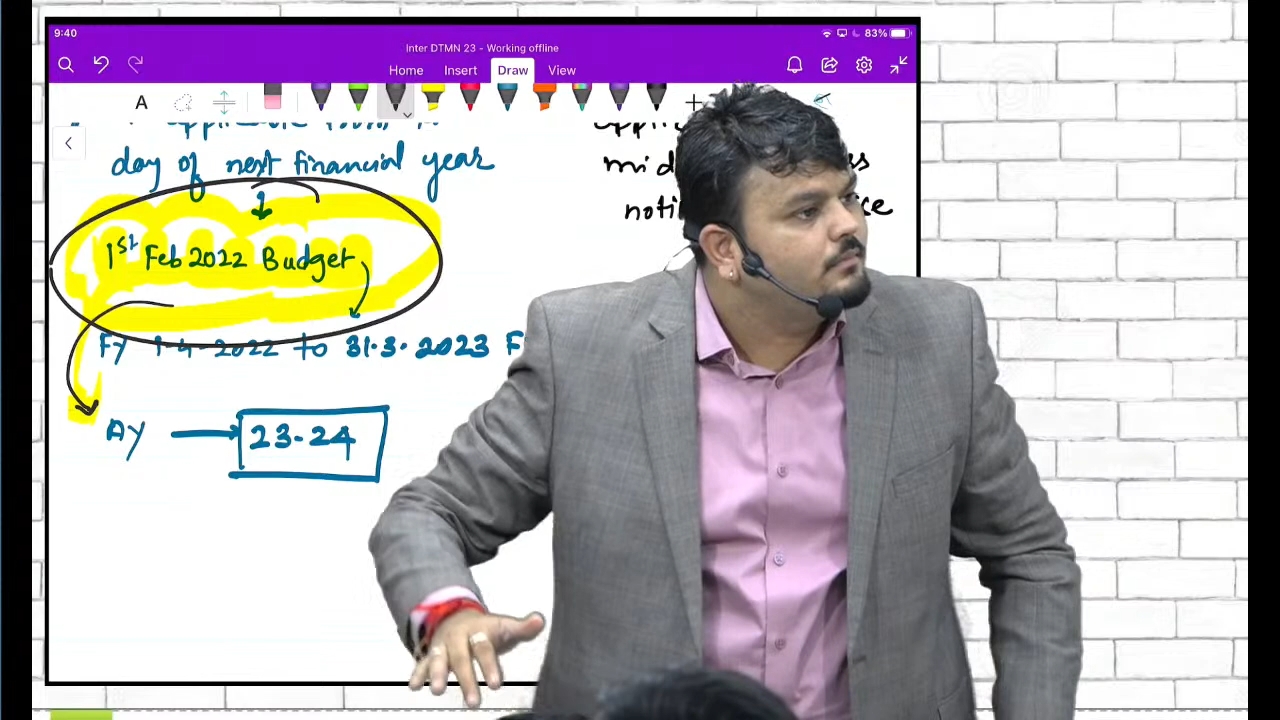 9:40
83%
Inter DTMN 23 - Working offline
Home Insert Draw View
A
day of next financial year
1st Feb 2022 Budget
FY 1-4-2022 to 31.3.2023 F
AY 23-24